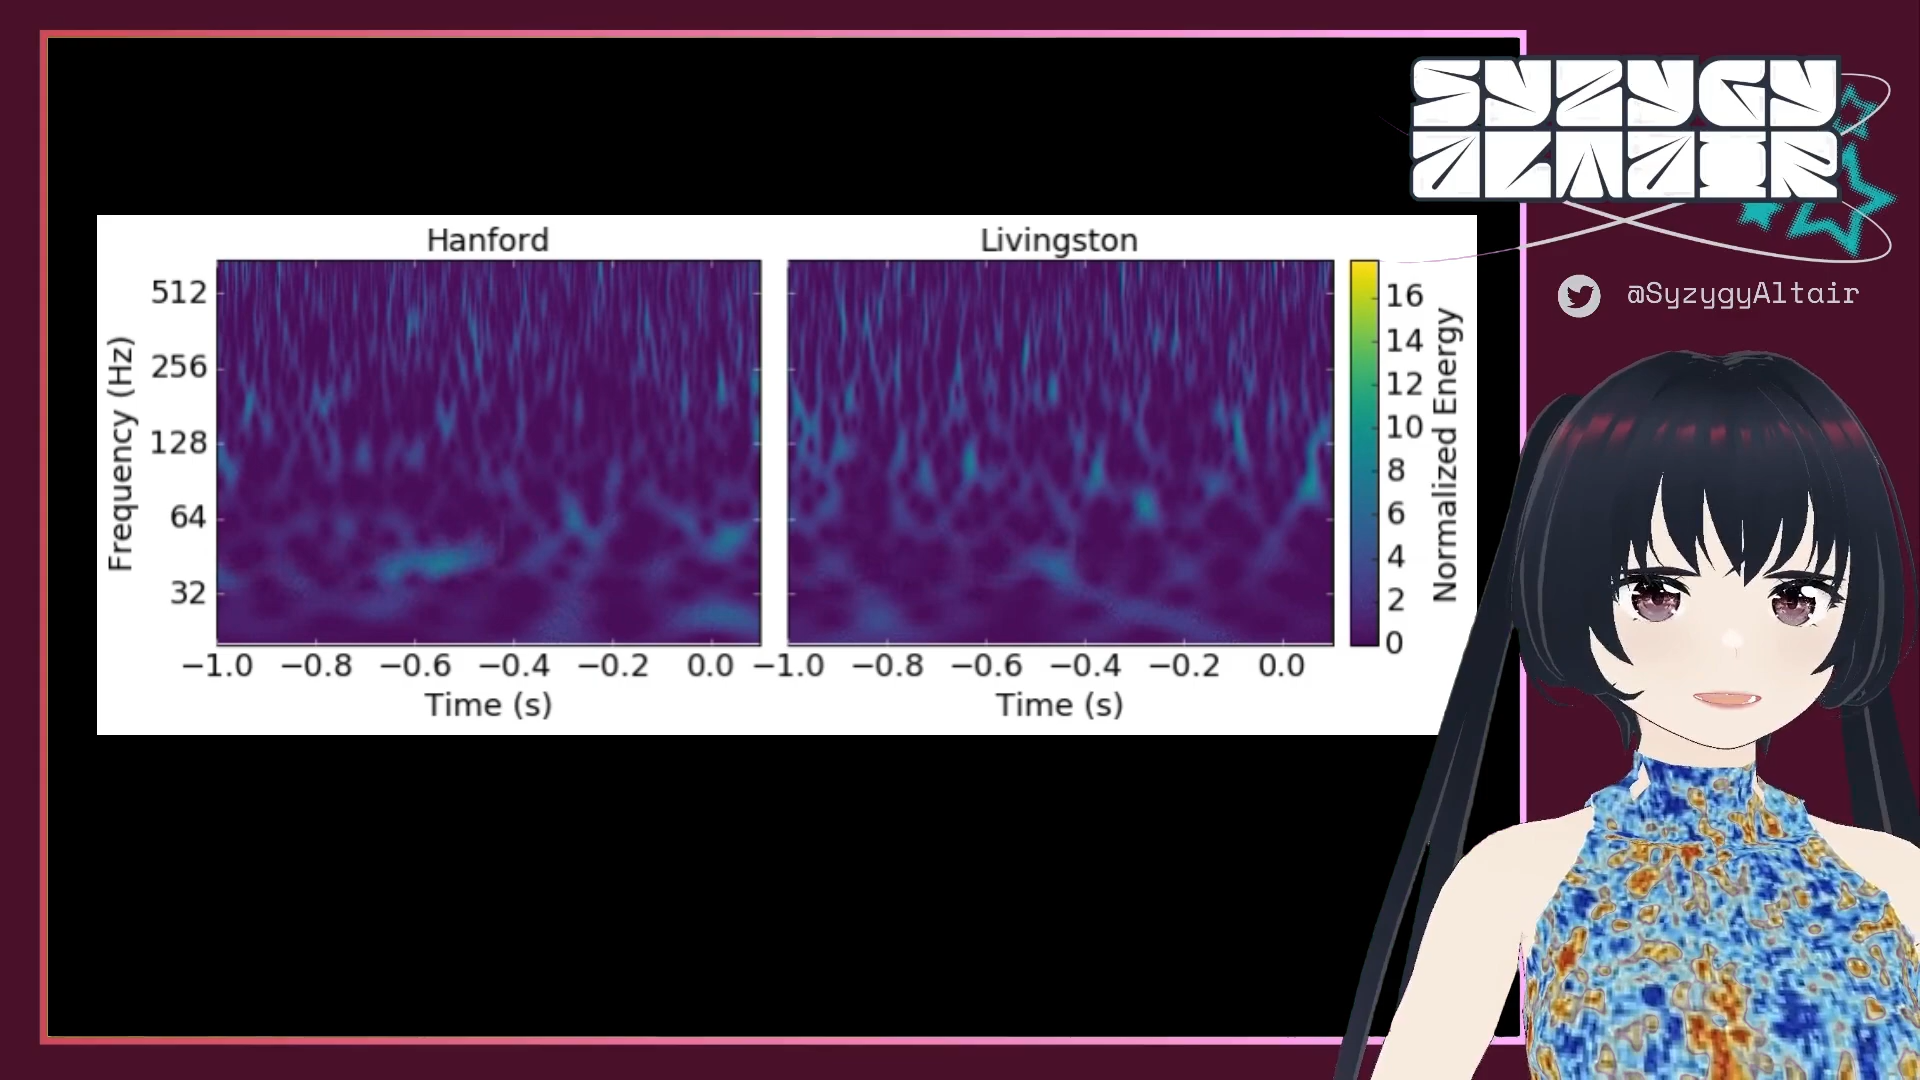 SYZYGY
ALTAIR
@SyzygyAltair
Hanford
Livingston
Frequency (Hz)
512
256
128
64
32
−1.0 −0.8 −0.6 −0.4 −0.2 0.0
−1.0 −0.8 −0.6 −0.4 −0.2 0.0
Time (s)
Time (s)
16
14
12
10
8
6
4
2
0
Normalized Energy